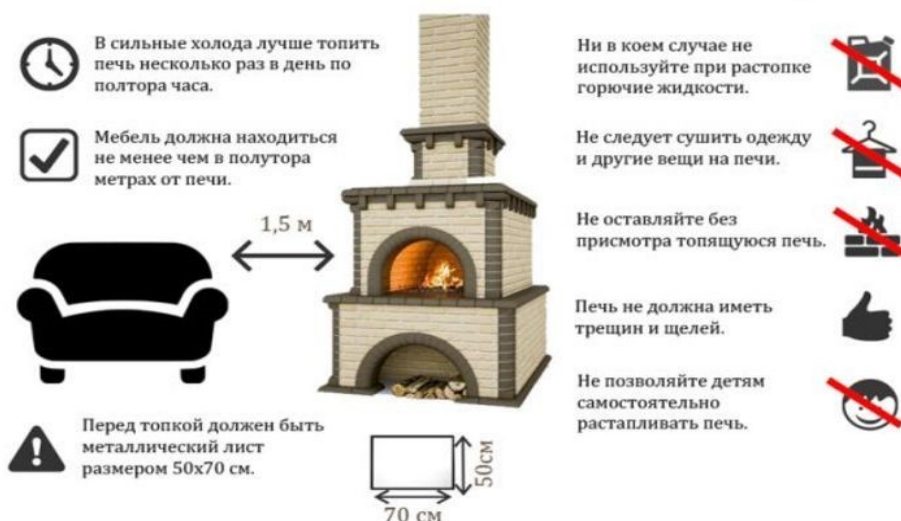 В сильные холода лучше топить
печь несколько раз в день по
полтора часа.
Мебель должна находиться
не менее чем в полутора
метрах от печи.
1,5 м
Перед топкой должен быть
металлический лист
размером 50х70 см.
50см
70 см
Ни в коем случае не
используйте при растопке
горючие жидкости.
Не следует сушить одежду
и другие вещи на печи.
Не оставляйте без
присмотра топящуюся печь.
Печь не должна иметь
трещин и щелей.
Не позволяйте детям
самостоятельно
растапливать печь.